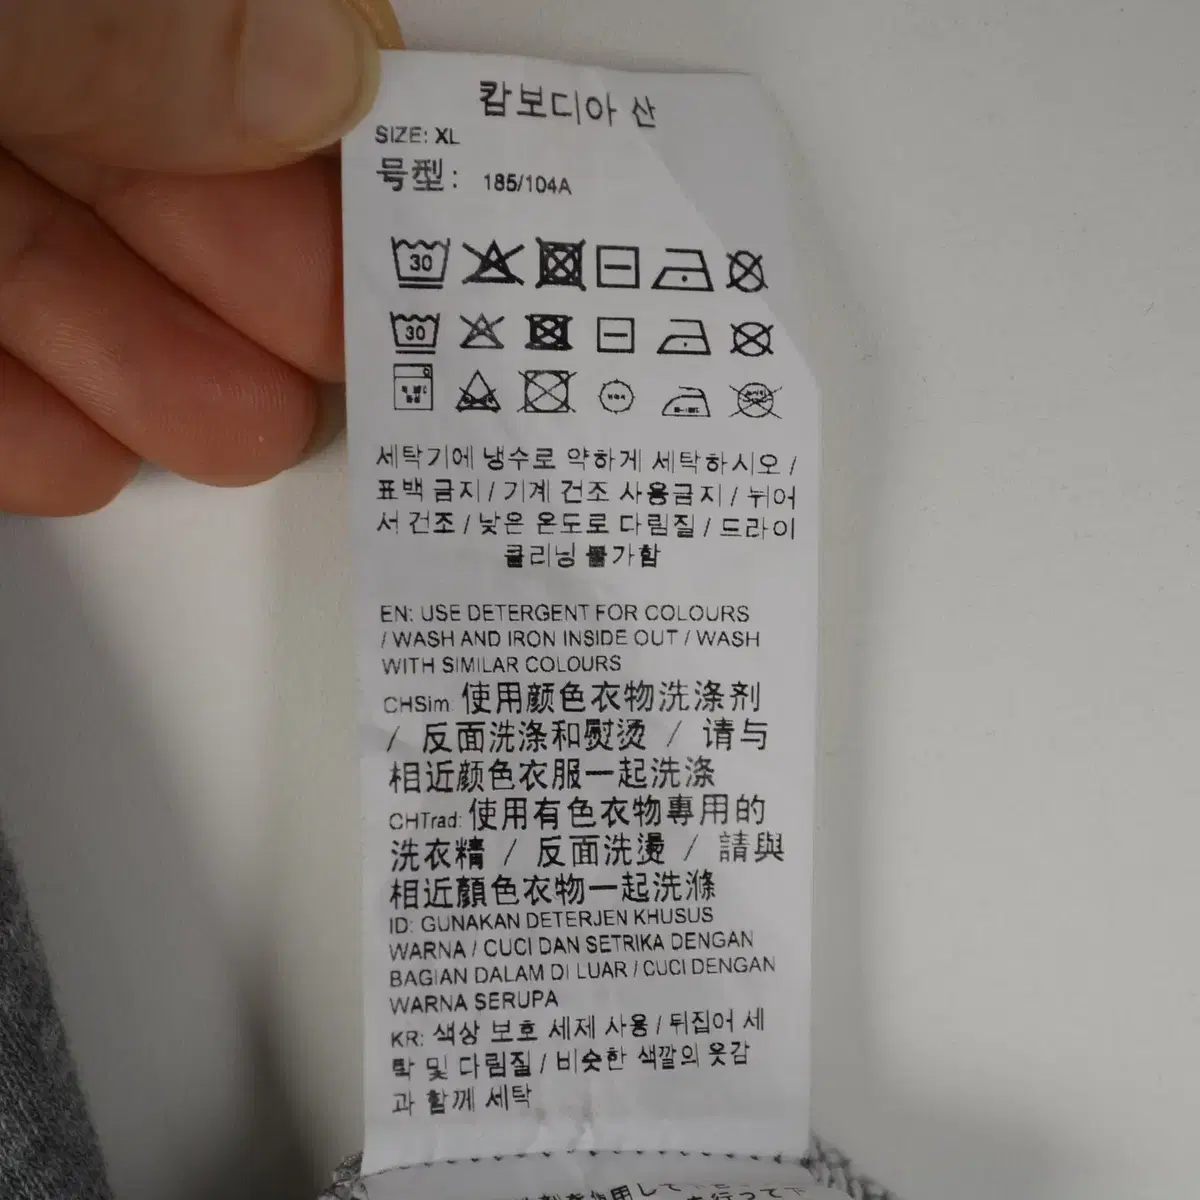 캄보디아 산
SIZE: XL
号型: 185/104A
30
30
세탁기에 냉수로 약하게 세탁하시오 /
표백 금지 / 기계 건조 사용금지 / 뉘어
서 건조 / 낮은 온도로 다림질 / 드라이
클리닝 불가함
EN: USE DETERGENT FOR COLOURS
/ WASH AND IRON INSIDE OUT / WASH
WITH SIMILAR COLOURS
CHSim: 使用颜色衣物洗涤剂
/ 反面洗涤和熨烫 / 请与
相近颜色衣服一起洗涤
CHTrad: 使用有色衣物專用的
洗衣精 / 反面洗燙 / 請與
相近顏色衣物一起洗滌
ID: GUNAKAN DETERJEN KHUSUS
WARNA / CUCI DAN SETRIKA DENGAN
BAGIAN DALAM DI LUAR / CUCI DENGAN
WARNA SERUPA
KR: 색상 보호 세제 사용 / 뒤집어 세
탁 및 다림질 / 비슷한 색깔의 옷감
과 함께 세탁